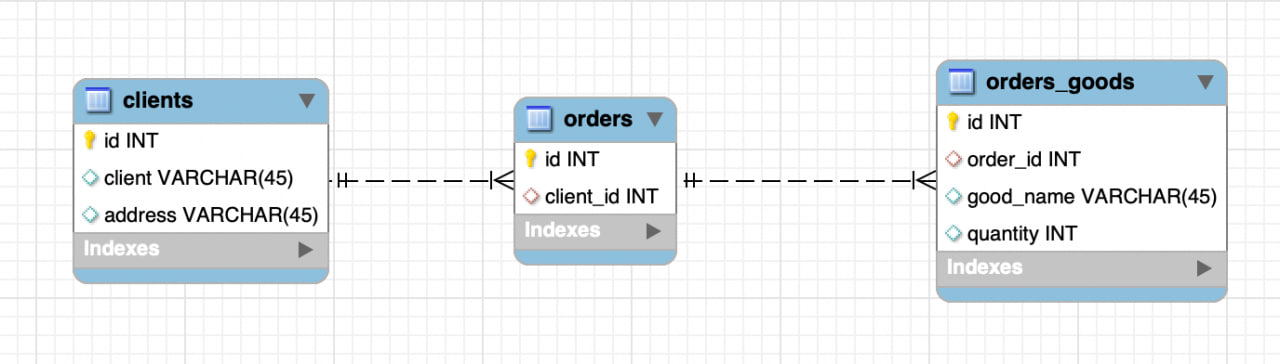 clients
id INT
client VARCHAR(45)
address VARCHAR(45)
Indexes
orders
id INT
client_id INT
Indexes
orders_goods
id INT
order_id INT
good_name VARCHAR(45)
quantity INT
Indexes